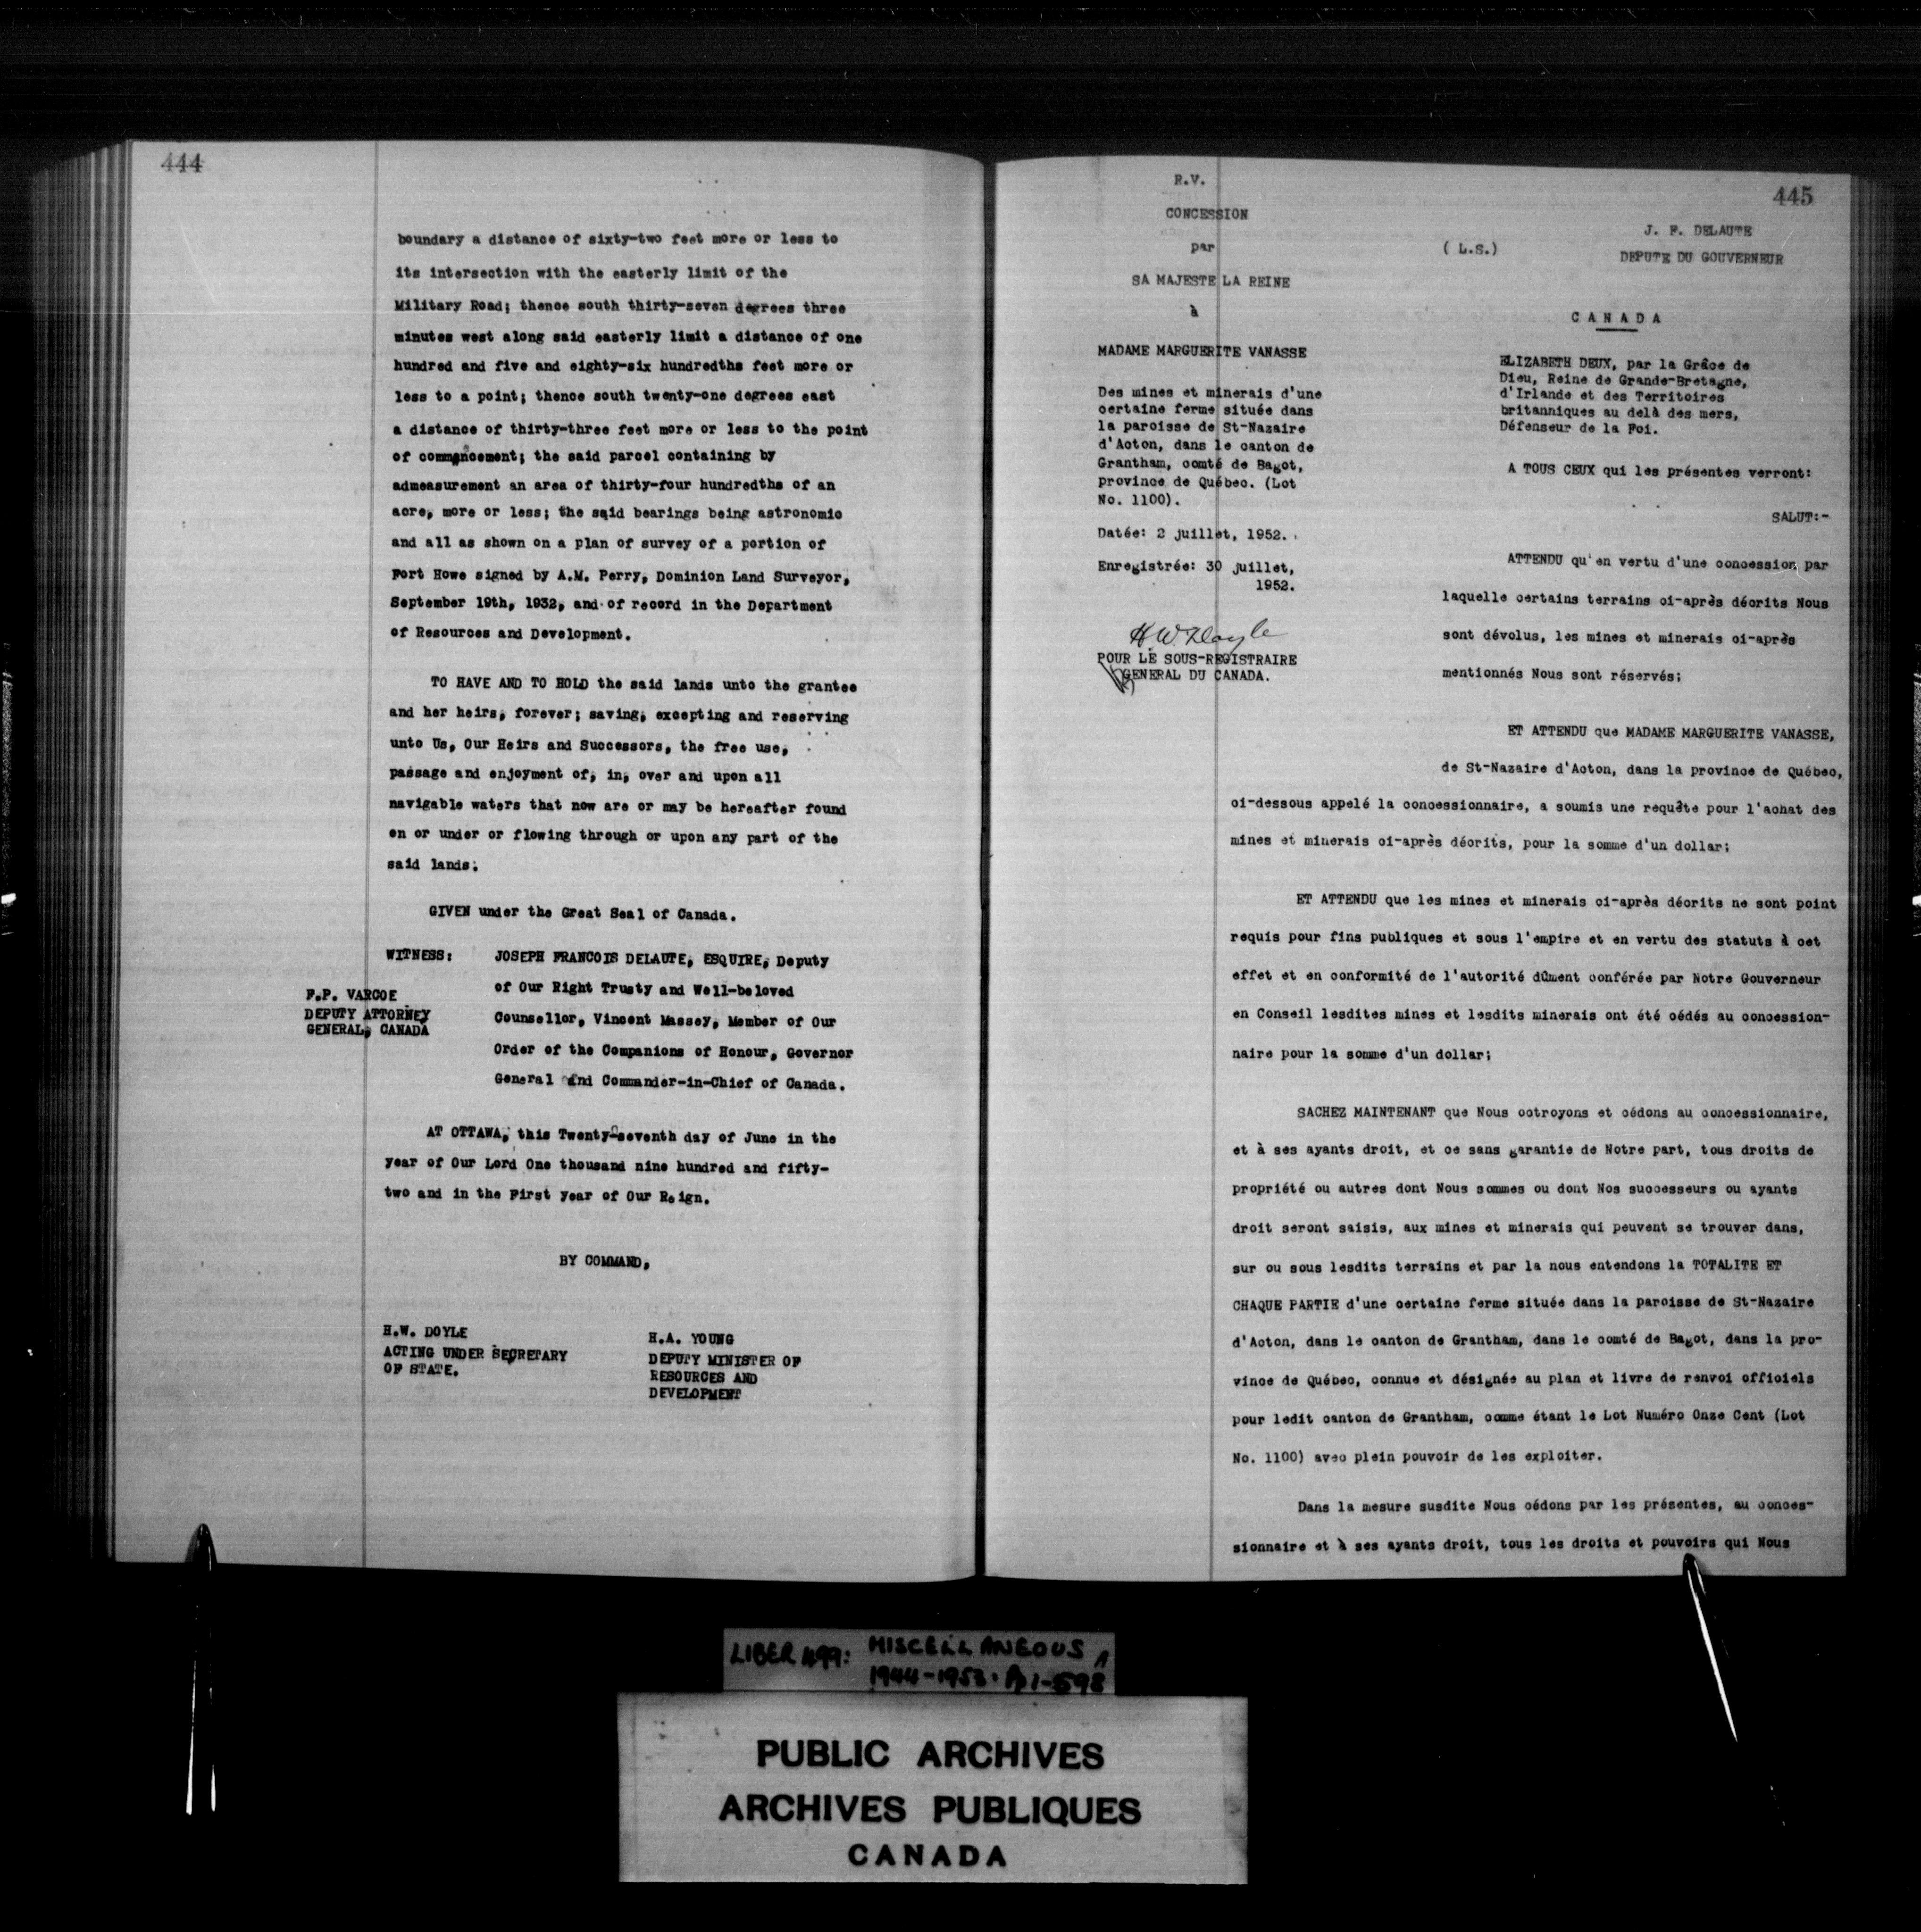 444
boundary a distance of sixty-two feet more or less to
its intersection with the easterly limit of the
Military Road; thence south thirty-seven degrees three
minutes west along said easterly limit a distance of one
hundred and five and eighty-six hundredths feet more or
less to a point; thence south twenty-one degrees east
a distance of thirty-three feet more or less to the point
of commencement; the said parcel containing by
admeasurement an area of thirty-four hundredths of an
acre, more or less; the said bearings being astronomic
and all as shown on a plan of survey of a portion of
Fort Howe signed by A.M. Perry, Dominion Land Surveyor,
September 19th, 1932, and of record in the Department
of Resources and Development.
TO HAVE AND TO HOLD the said lands unto the grantee
and her heirs, forever; saving, excepting and reserving
unto Us, Our Heirs and Successors, the free use,
passage and enjoyment of, in, over and upon all
navigable waters that now are or may be hereafter found
on or under or flowing through or upon any part of the
said lands.
GIVEN under the Great Seal of Canada.
WITNESS: JOSEPH FRANCOIS DELAUTE, ESQUIRE, Deputy
of Our Right Trusty and Well-beloved
Counsellor, Vincent Massey, Member of Our
Order of the Companions of Honour, Governor
General and Commander-in-Chief of Canada.
F.P. VARCOE
DEPUTY ATTORNEY
GENERAL, CANADA
AT OTTAWA, this Twenty-seventh day of June in the
year of Our Lord One thousand nine hundred and fifty-
two and in the First year of Our Reign.
BY COMMAND,
H.W. DOYLE
ACTING UNDER SECRETARY
OF STATE.
H.A. YOUNG
DEPUTY MINISTER OF
RESOURCES AND
DEVELOPMENT
445
R.V.
CONCESSION
par
SA MAJESTE LA REINE
à
MADAME MARGUERITE VANASSE
Des mines et minerais d'une
certaine ferme située dans
la paroisse de St-Nazaire
d'Acton, dans le canton de
Grantham, comté de Bagot,
province de Québec. (Lot
No. 1100).
Datée: 2 juillet, 1952.
Enregistrée: 30 juillet,
1952.
H.W. Doyle
POUR LE SOUS-REGISTRAIRE
GENERAL DU CANADA.
( L.S.)
J. F. DELAUTE
DEPUTE DU GOUVERNEUR
CANADA
ELIZABETH DEUX, par la Grâce de
Dieu, Reine de Grande-Bretagne,
d'Irlande et des Territoires
britanniques au delà des mers,
Défenseur de la Foi.
A TOUS CEUX qui les présentes verront:
SALUT:-
ATTENDU qu'en vertu d'une concession par
laquelle certains terrains ci-après décrits Nous
sont dévolus, les mines et minerais ci-après
mentionnés Nous sont réservés;
ET ATTENDU que MADAME MARGUERITE VANASSE,
de St-Nazaire d'Acton, dans la province de Québec,
ci-dessous appelé la concessionnaire, a soumis une requête pour l'achat des
mines et minerais ci-après décrits, pour la somme d'un dollar;
ET ATTENDU que les mines et minerais ci-après décrits ne sont point
requis pour fins publiques et sous l'empire et en vertu des statuts à cet
effet et en conformité de l'autorité dûment conférée par Notre Gouverneur
en Conseil lesdites mines et lesdits minerais ont été cédés au concession-
naire pour la somme d'un dollar;
SACHEZ MAINTENANT que Nous octroyons et cédons au concessionnaire,
et à ses ayants droit, et ce sans garantie de Notre part, tous droits de
propriété ou autres dont Nous sommes ou dont Nos successeurs ou ayants
droit seront saisis, aux mines et minerais qui peuvent se trouver dans,
sur ou sous lesdits terrains et par la nous entendons la TOTALITE ET
CHAQUE PARTIE d'une certaine ferme située dans la paroisse de St-Nazaire
d'Acton, dans le canton de Grantham, dans le comté de Bagot, dans la pro-
vince de Québec, connue et désignée au plan et livre de renvoi officiels
pour ledit canton de Grantham, comme étant le Lot Numéro Onze Cent (Lot
No. 1100) avec plein pouvoir de les exploiter.
Dans la mesure susdite Nous cédons par les présentes, au conces-
sionnaire et à ses ayants droit, tous les droits et pouvoirs qui Nous
LIBER 499: MISCELLANEOUS
1944-1953. Pp 1-598
PUBLIC ARCHIVES
ARCHIVES PUBLIQUES
CANADA